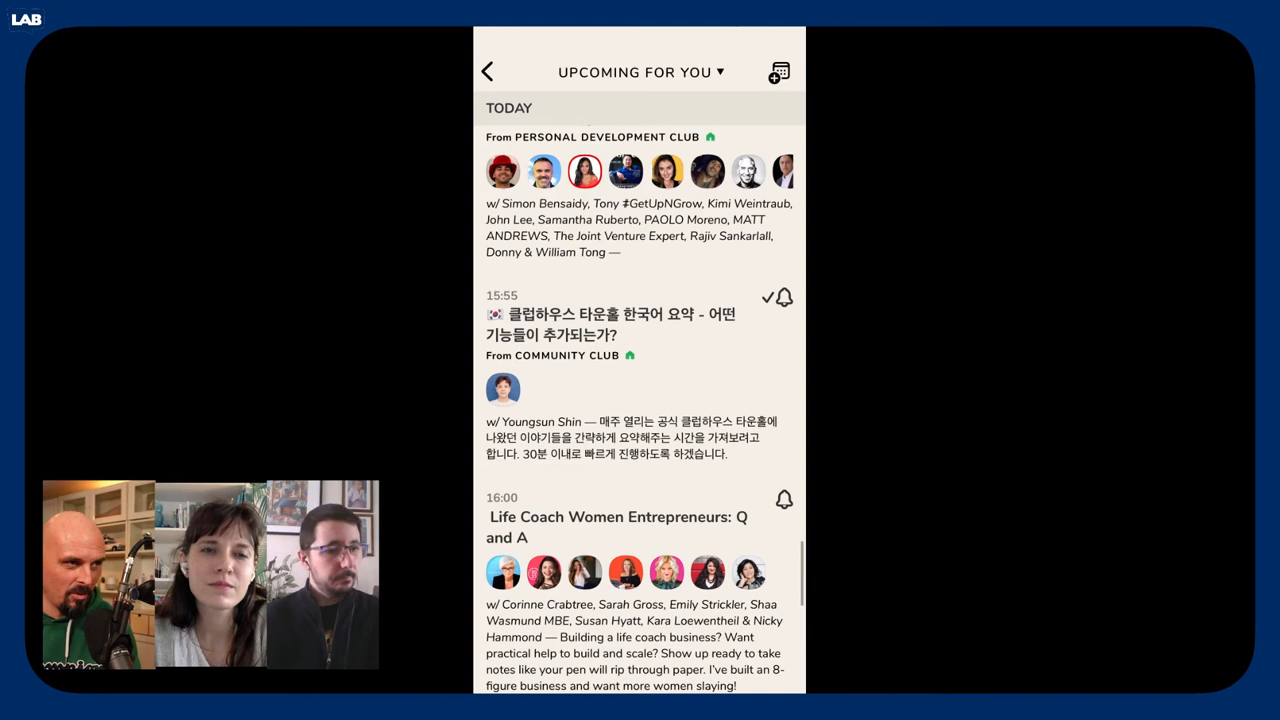 LAB
UPCOMING FOR YOU ▼
TODAY
From PERSONAL DEVELOPMENT CLUB
w/ Simon Bensaidy, Tony ‡GetUpNGrow, Kimi Weintraub,
John Lee, Samantha Ruberto, PAOLO Moreno, MATT
ANDREWS, The Joint Venture Expert, Rajiv Sankarlall,
Donny & William Tong —
15:55
🇰🇷 클럽하우스 타운홀 한국어 요약 - 어떤
기능들이 추가되는가?
From COMMUNITY CLUB
w/ Youngsun Shin — 매주 열리는 공식 클럽하우스 타운홀에
나왔던 이야기들을 간략하게 요약해주는 시간을 가져보려고
합니다. 30분 이내로 빠르게 진행하도록 하겠습니다.
16:00
Life Coach Women Entrepreneurs: Q
and A
w/ Corinne Crabtree, Sarah Gross, Emily Strickler, Shaa
Wasmund MBE, Susan Hyatt, Kara Loewentheil & Nicky
Hammond — Building a life coach business? Want
practical help to build and scale? Show up ready to take
notes like your pen will rip through paper. I've built an 8-
figure business and want more women slaying!